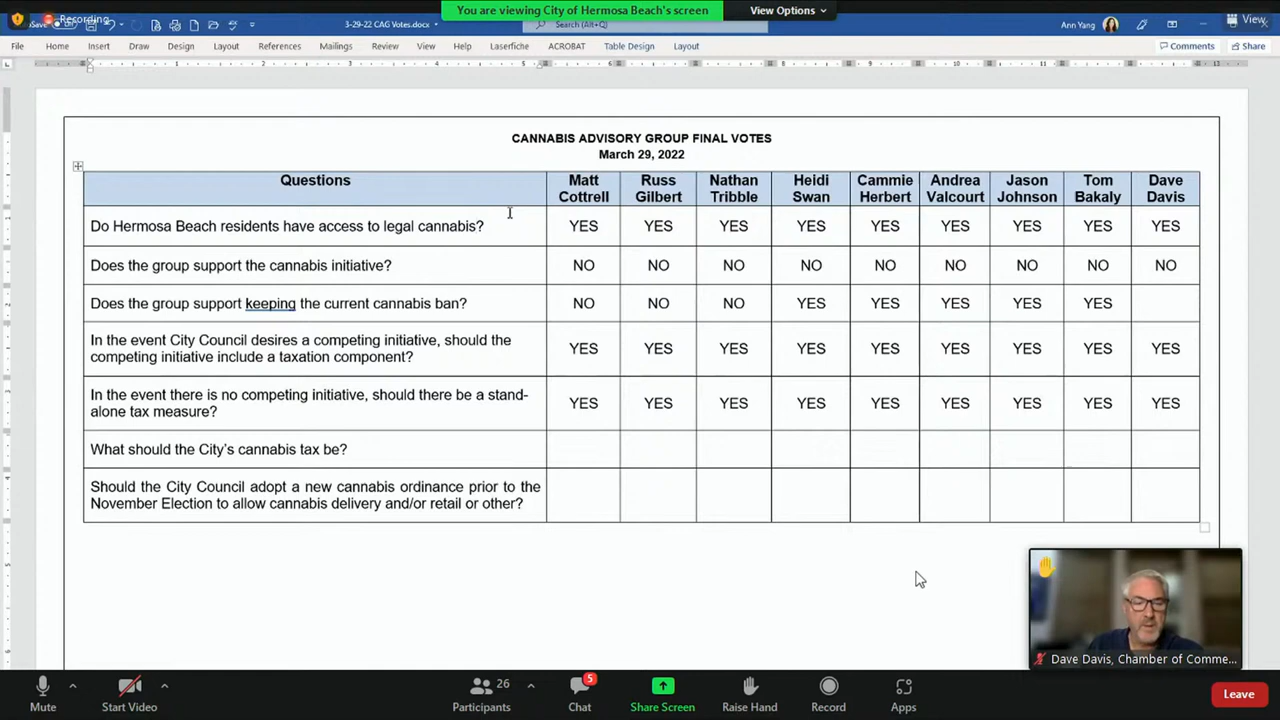 You are viewing City of Hermosa Beach's screen
View Options
Recording
3-29-22 CAG Votes.docx
Search (Alt+Q)
Ann Yang
View
File Home Insert Draw Design Layout References Mailings Review View Help Laserfiche ACROBAT Table Design Layout
Comments Share
CANNABIS ADVISORY GROUP FINAL VOTES
March 29, 2022
Questions Matt Cottrell Russ Gilbert Nathan Tribble Heidi Swan Cammie Herbert Andrea Valcourt Jason Johnson Tom Bakaly Dave Davis
Do Hermosa Beach residents have access to legal cannabis? YES YES YES YES YES YES YES YES YES
Does the group support the cannabis initiative? NO NO NO NO NO NO NO NO NO
Does the group support keeping the current cannabis ban? NO NO NO YES YES YES YES YES
In the event City Council desires a competing initiative, should the
competing initiative include a taxation component? YES YES YES YES YES YES YES YES YES
In the event there is no competing initiative, should there be a stand-
alone tax measure? YES YES YES YES YES YES YES YES YES
What should the City's cannabis tax be?
Should the City Council adopt a new cannabis ordinance prior to the
November Election to allow cannabis delivery and/or retail or other?
Dave Davis, Chamber of Comme...
26 5
Mute Start Video Participants Chat Share Screen Raise Hand Record Apps Leave